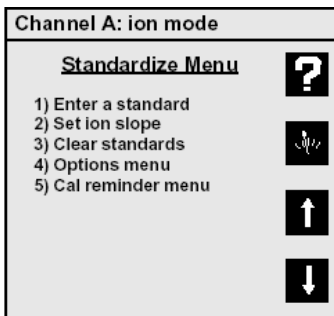 Channel A: ion mode
Standardize Menu
?
1) Enter a standard
2) Set ion slope
3) Clear standards
4) Options menu
5) Cal reminder menu